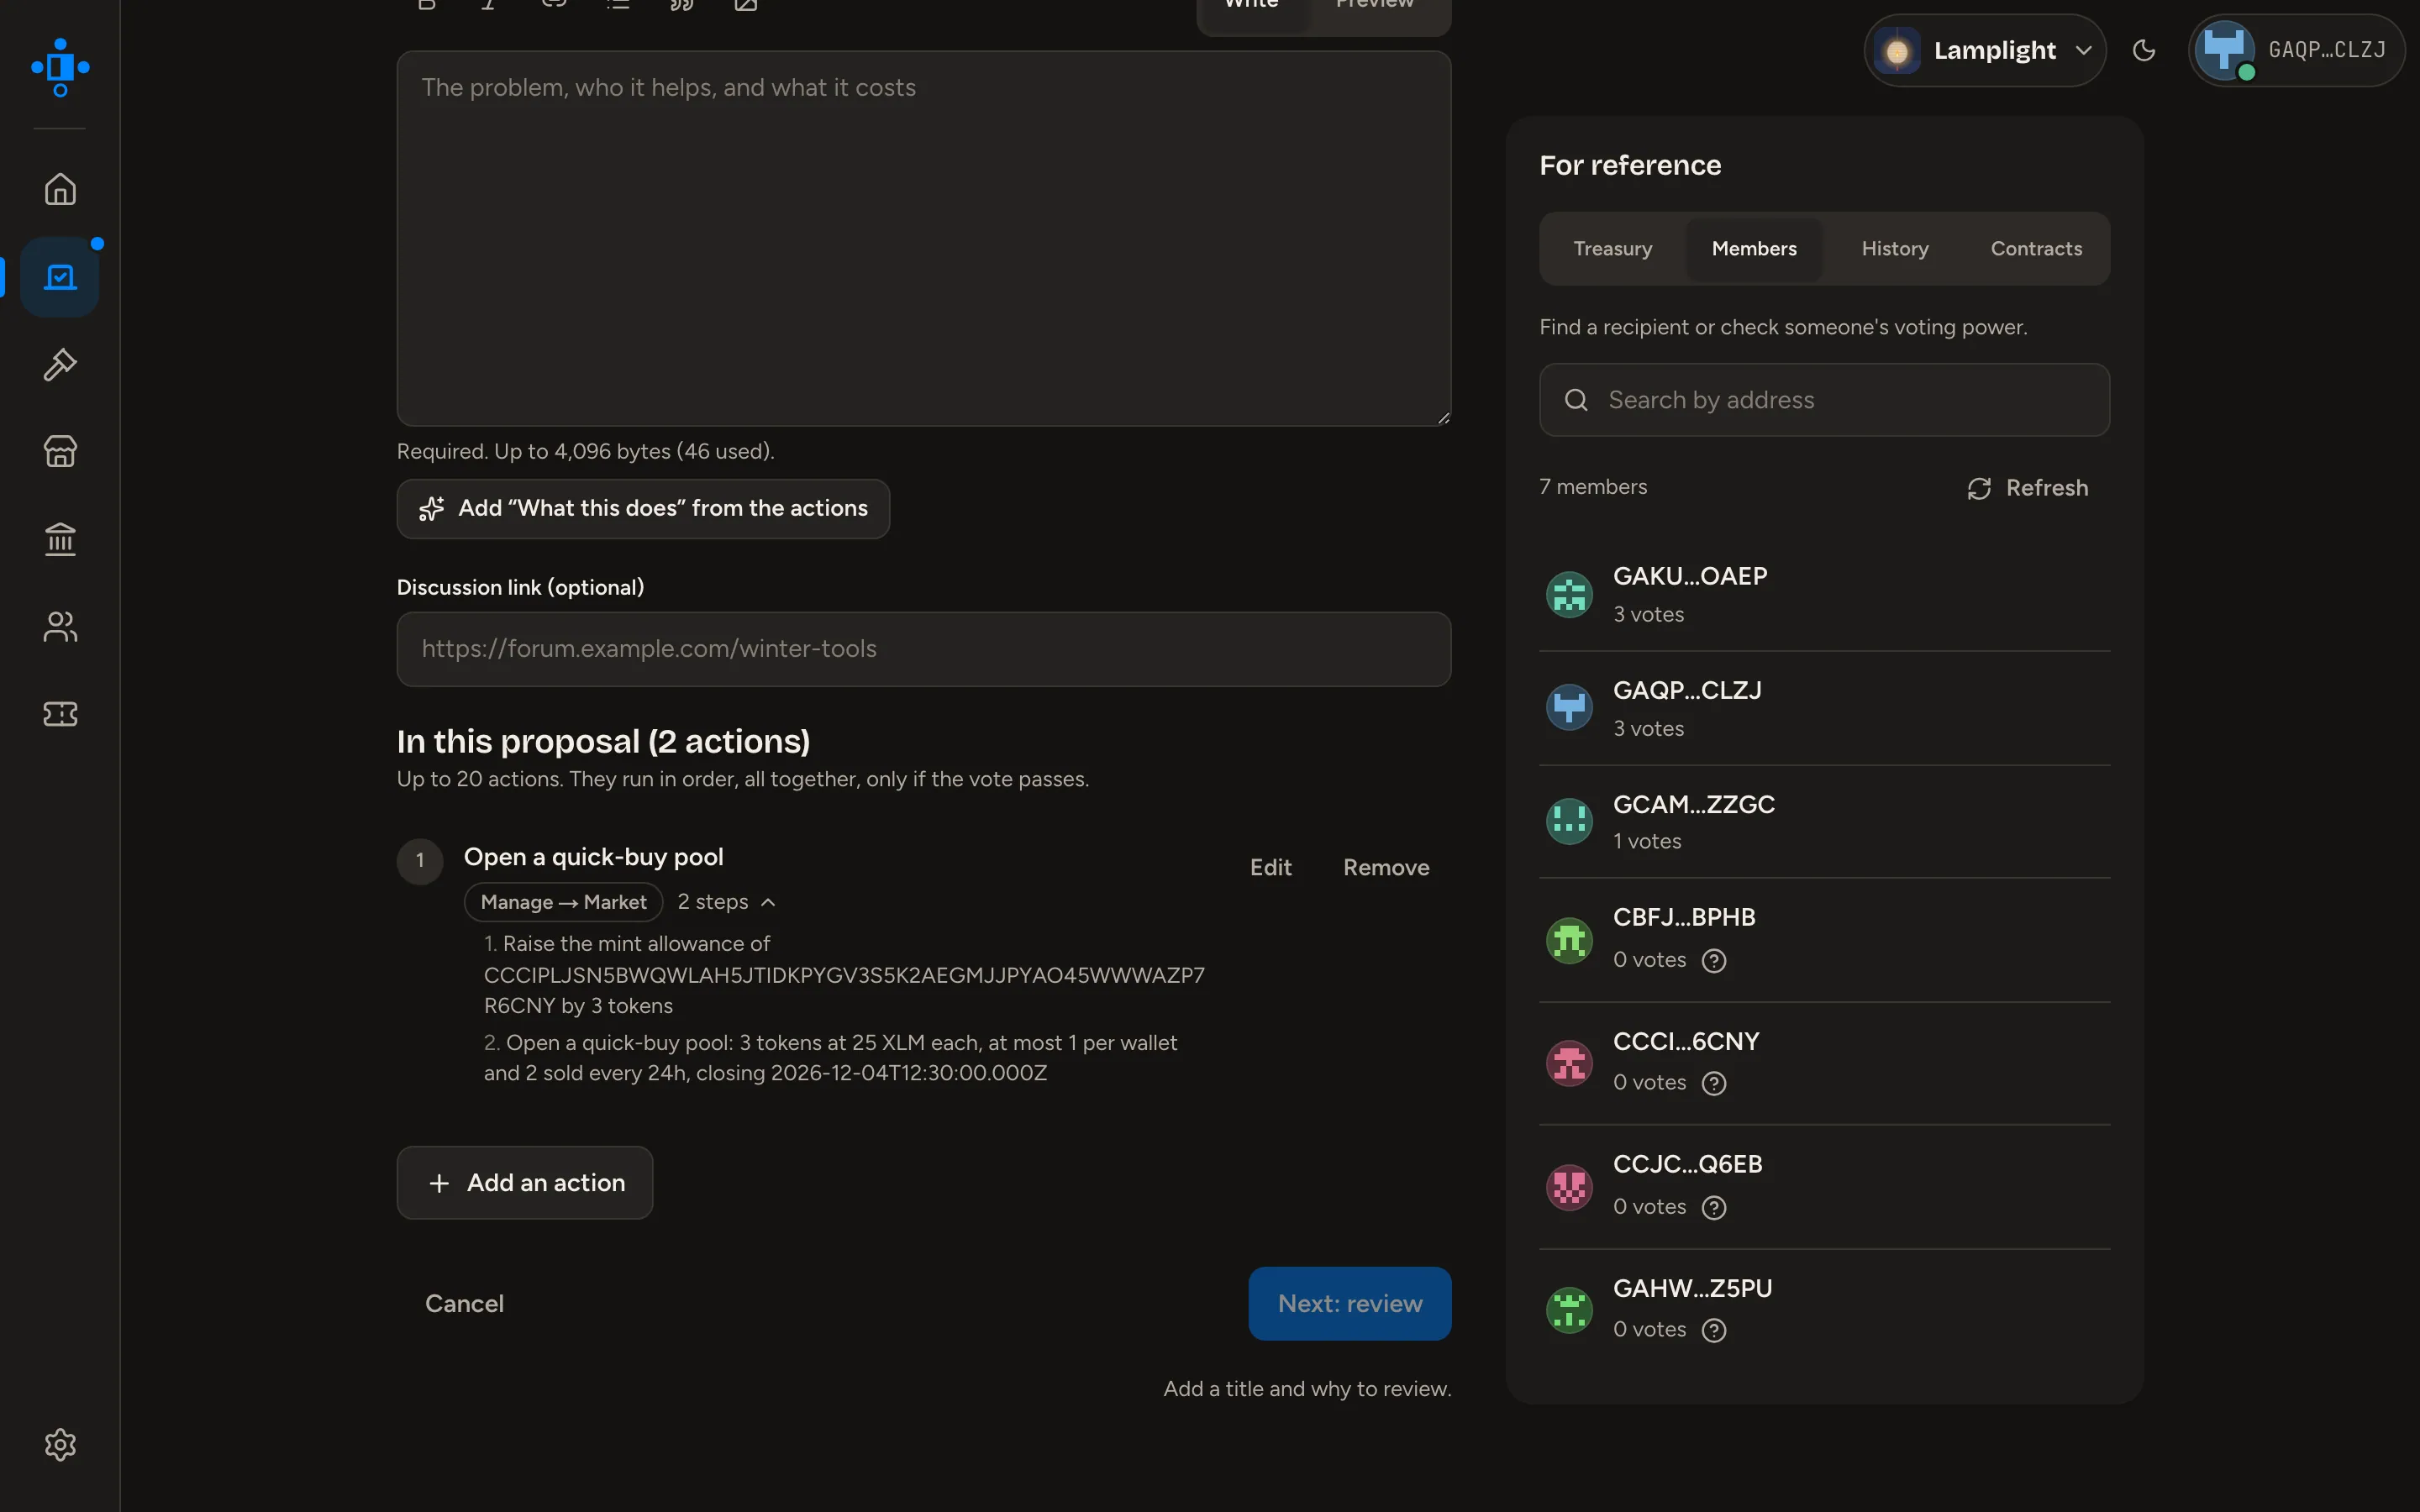 Write
Preview
Lamplight
GAQP...CLZJ
The problem, who it helps, and what it costs
Required. Up to 4,096 bytes (46 used).
Add “What this does” from the actions
Discussion link (optional)
https://forum.example.com/winter-tools
In this proposal (2 actions)
Up to 20 actions. They run in order, all together, only if the vote passes.
1
Open a quick-buy pool
Edit
Remove
Manage → Market
2 steps
1. Raise the mint allowance of
CCCIPLJSN5BWQWLAH5JTIDKPYGV3S5K2AEGMJJPYAO45WWWAZP7
R6CNY by 3 tokens
2. Open a quick-buy pool: 3 tokens at 25 XLM each, at most 1 per wallet
and 2 sold every 24h, closing 2026-12-04T12:30:00.000Z
Add an action
Cancel
Next: review
Add a title and why to review.
For reference
Treasury
Members
History
Contracts
Find a recipient or check someone's voting power.
Search by address
7 members
Refresh
GAKU...OAEP
3 votes
GAQP...CLZJ
3 votes
GCAM...ZZGC
1 votes
CBFJ...BPHB
0 votes
CCCI...6CNY
0 votes
CCJC...Q6EB
0 votes
GAHW...Z5PU
0 votes